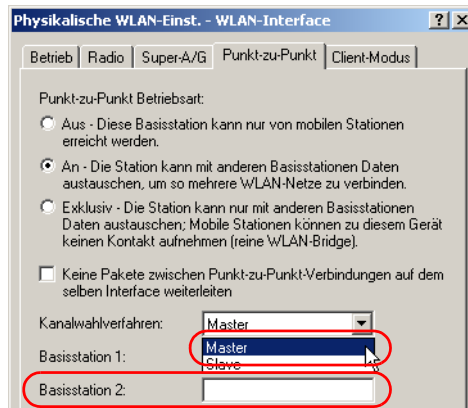 Physikalische WLAN-Einst. - WLAN-Interface
Betrieb Radio Super-A/G Punkt-zu-Punkt Client-Modus
Punkt-zu-Punkt Betriebsart:
Aus - Diese Basisstation kann nur von mobilen Stationen
erreicht werden.
An - Die Station kann mit anderen Basisstationen Daten
austauschen, um so mehrere WLAN-Netze zu verbinden.
Exklusiv - Die Station kann nur mit anderen Basisstationen
Daten austauschen; Mobile Stationen können zu diesem Gerät
keinen Kontakt aufnehmen (reine WLAN-Bridge).
Keine Pakete zwischen Punkt-zu-Punkt-Verbindungen auf dem
selben Interface weiterleiten
Kanalwahlverfahren: Master
Master
Basisstation 1: Slave
Basisstation 2: